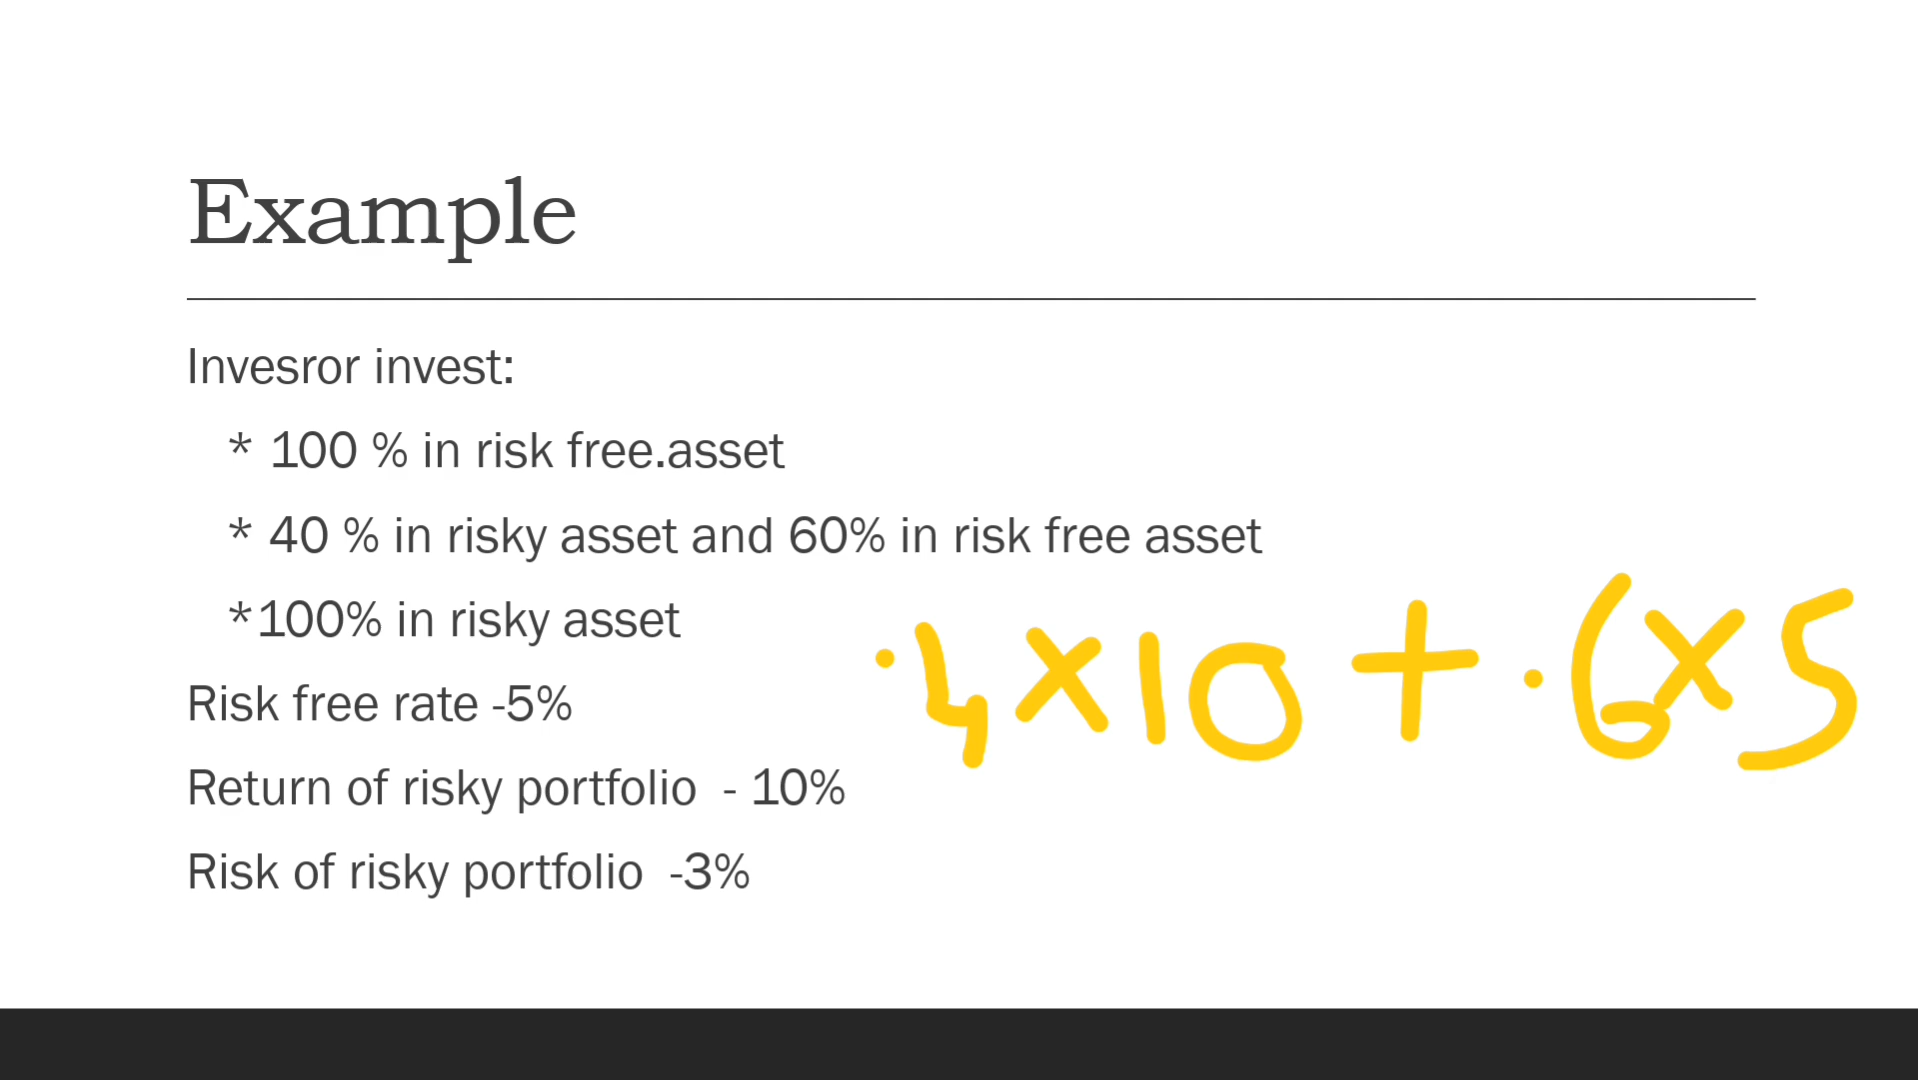 Example
Invesror invest:
* 100 % in risk free.asset
* 40 % in risky asset and 60% in risk free asset
*100% in risky asset
.4x10 + .6x5
Risk free rate -5%
Return of risky portfolio - 10%
Risk of risky portfolio -3%